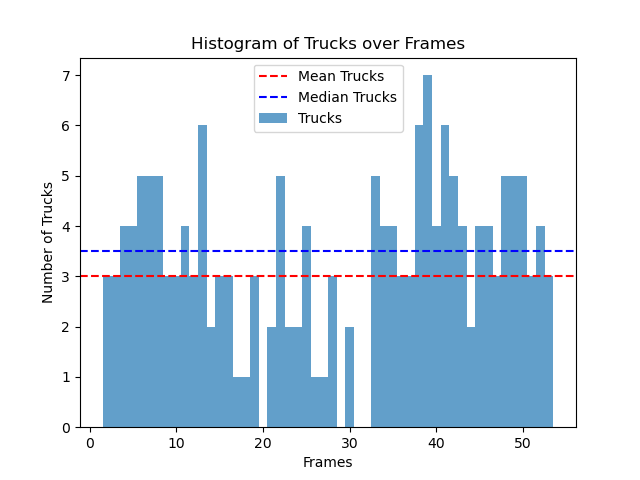 Histogram of Trucks over Frames
Mean Trucks
Median Trucks
Trucks
Number of Trucks
7
6
5
4
3
2
1
0
0 10 20 30 40 50
Frames